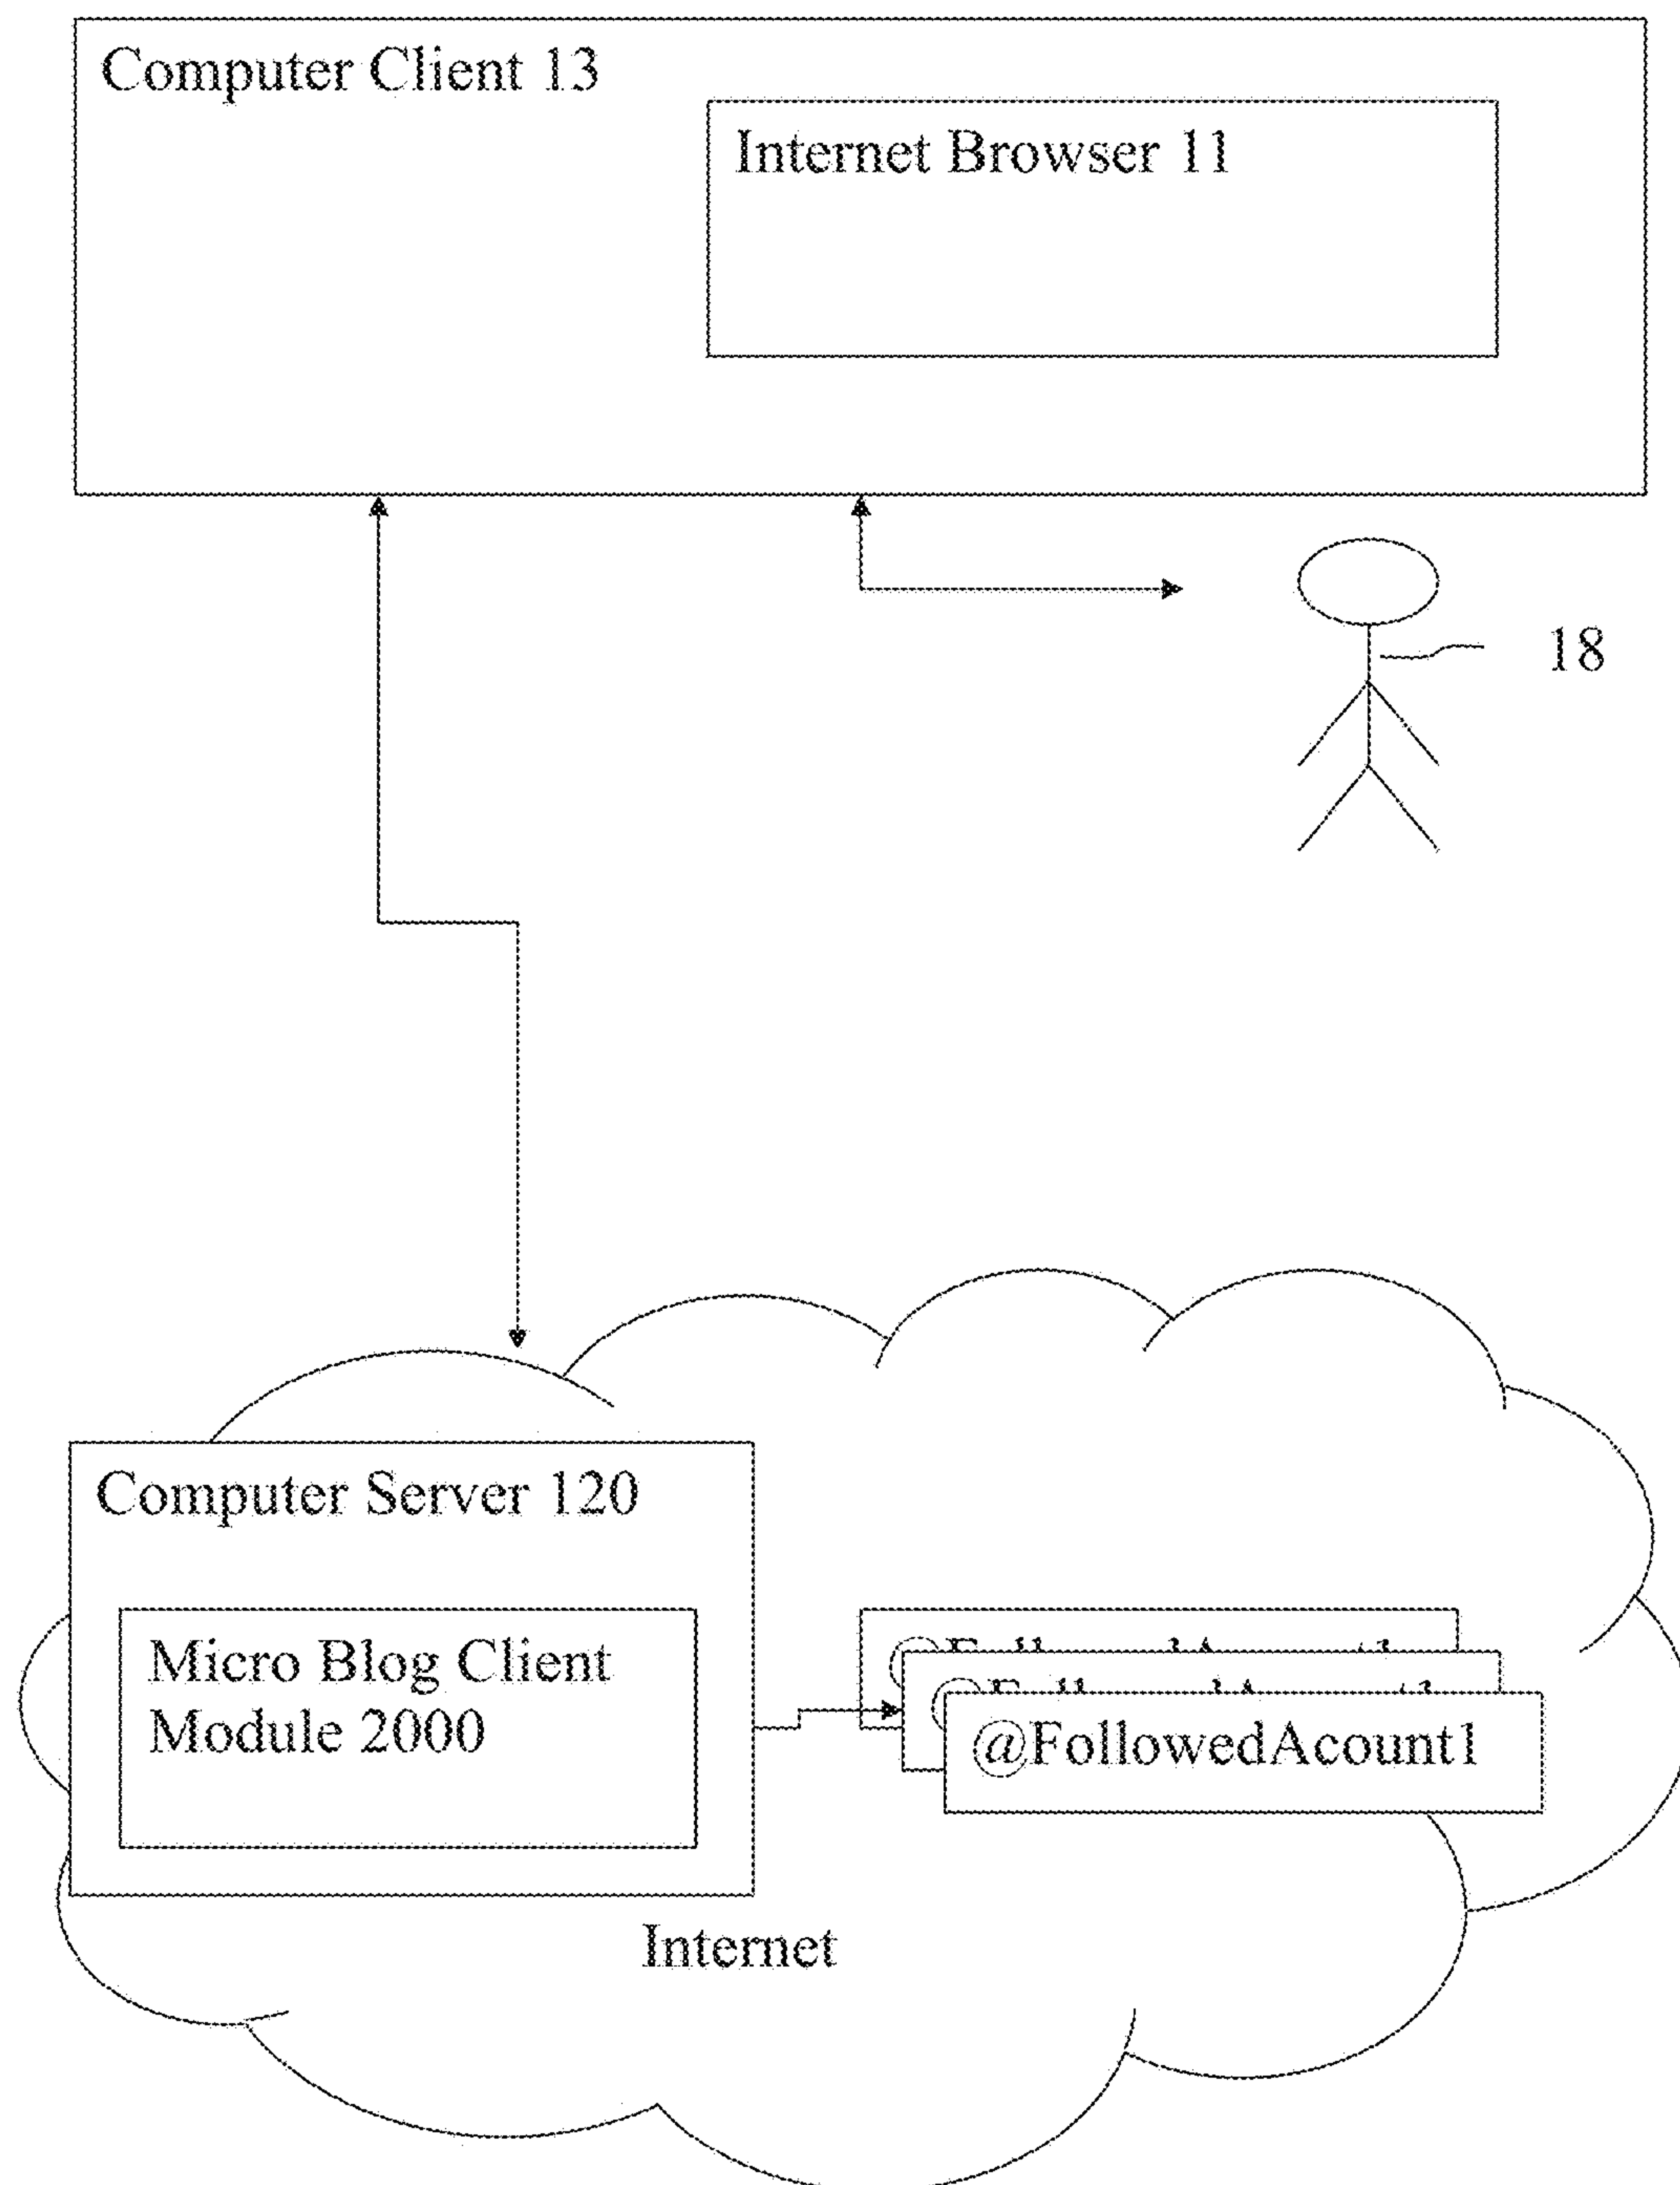 Computer Client 13
Internet Browser 11
18
Computer Server 120
Micro Blog Client
Module 2000
@FollowedAcount1
Internet